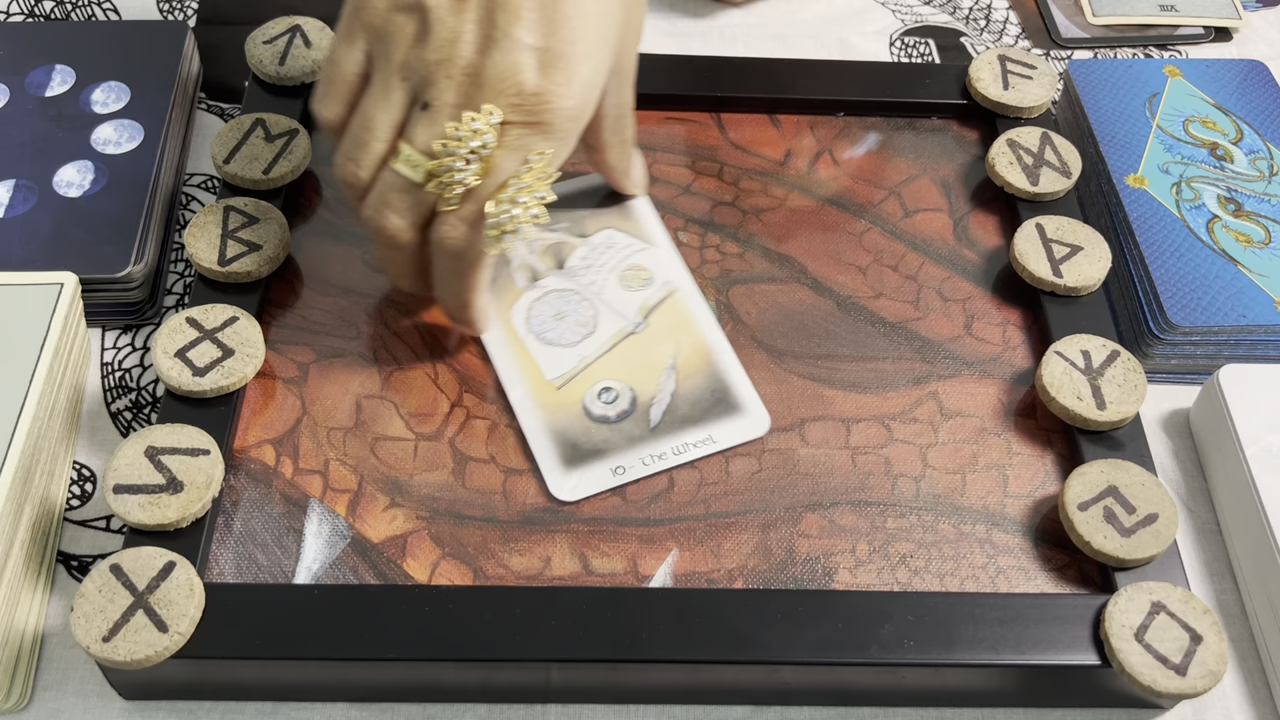 ᛏ
ᚨ
ᛖ
ᛞ
ᛒ
ᚦ
ᛟ
ᛉ
10 - The Wheel
ᛊ
ᛃ
ᚷ
ᛜ